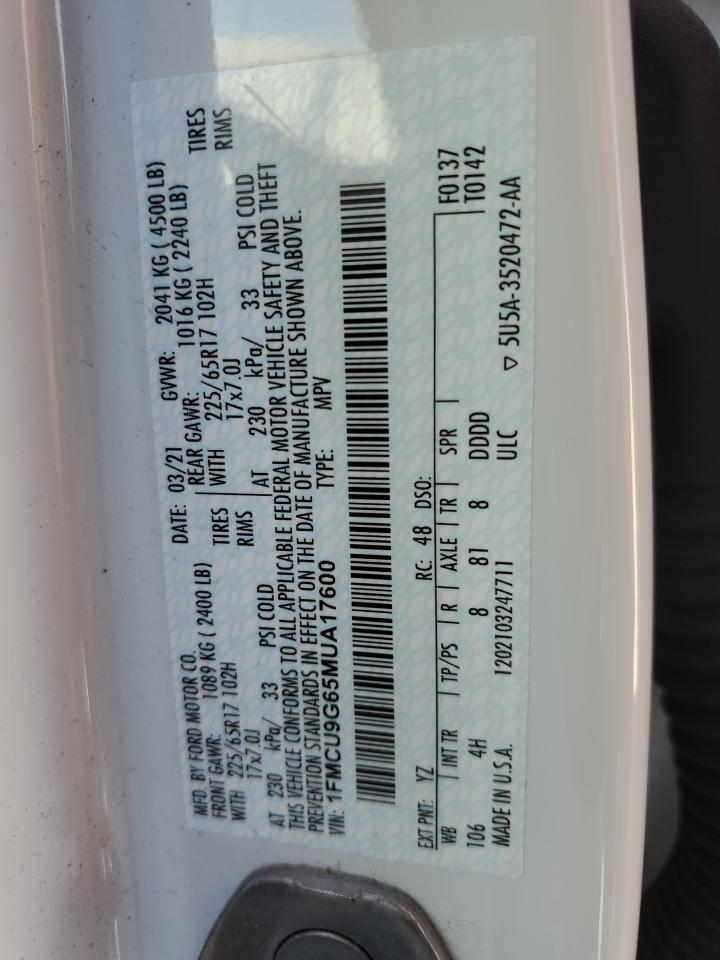 MFD. BY FORD MOTOR CO.
DATE: 03/21 GVWR: 2041 KG ( 4500 LB)
FRONT GAWR: 1089 KG ( 2400 LB) REAR GAWR: 1016 KG ( 2240 LB)
WITH 225/65R17 102H TIRES WITH 225/65R17 102H TIRES
17x7.0J RIMS 17x7.0J RIMS
AT 230 kPa/ 33 PSI COLD AT 230 kPa/ 33 PSI COLD
THIS VEHICLE CONFORMS TO ALL APPLICABLE FEDERAL MOTOR VEHICLE SAFETY AND THEFT
PREVENTION STANDARDS IN EFFECT ON THE DATE OF MANUFACTURE SHOWN ABOVE.
VIN: 1FMCU9G65MUA17600 TYPE: MPV
EXT PNT: YZ RC: 48 DSO: F0137
WB INT TR TP/PS R AXLE TR SPR T0142
106 4H 8 81 8 DDDD
MADE IN U.S.A. 1202103247711 ULC ▽ 5U5A-3520472-AA